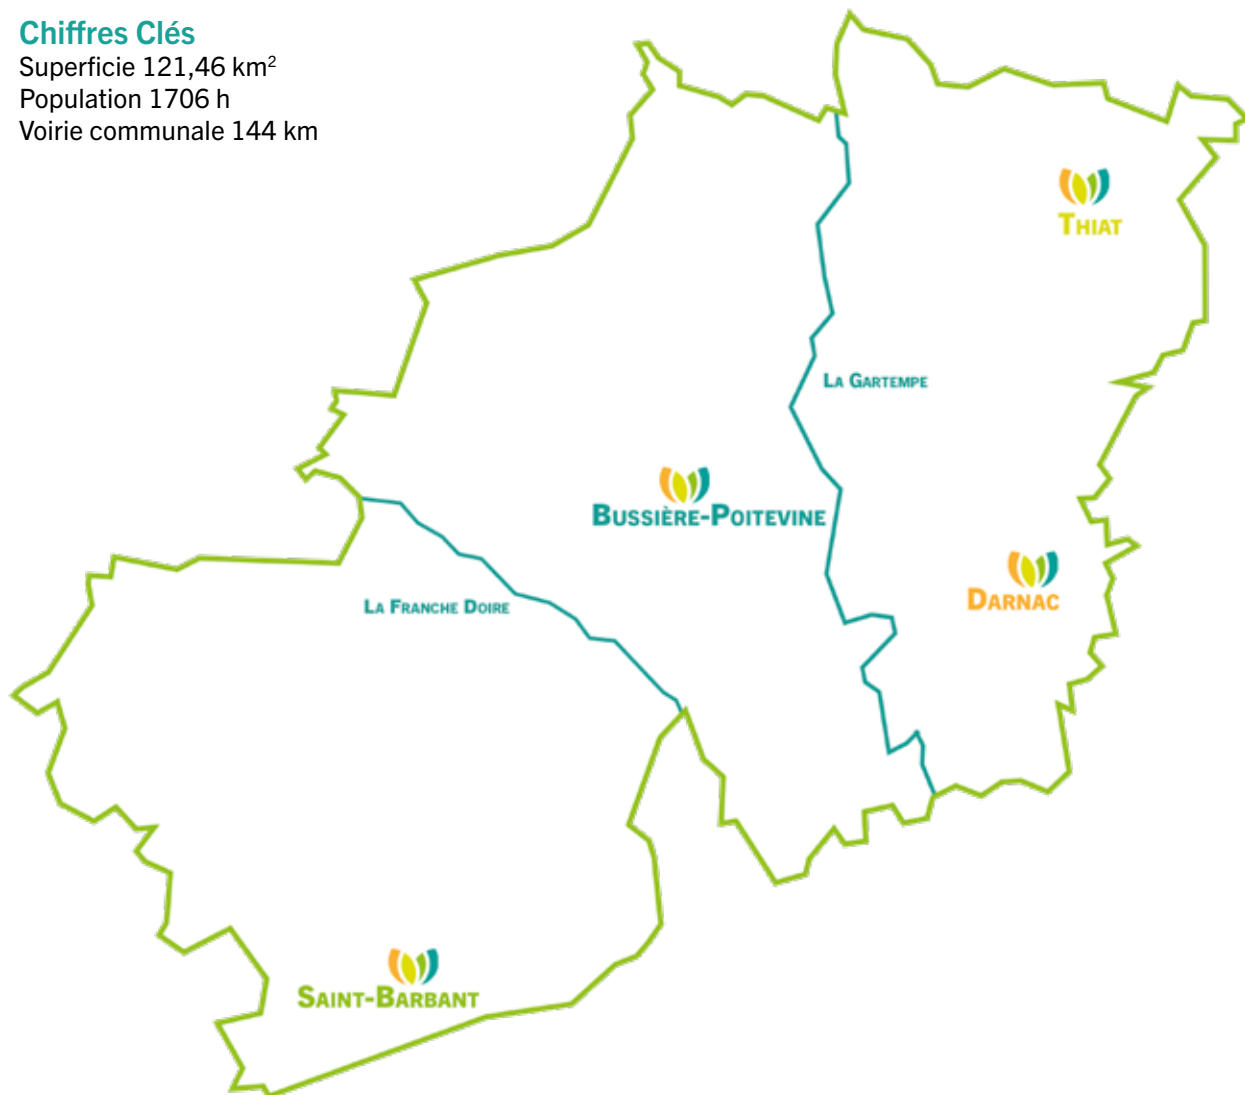 Chiffres Clés
Superficie 121,46 km²
Population 1706 h
Voirie communale 144 km
Thiat
La Gartempe
Bussière-Poitevine
Darnac
La Franche Doire
Saint-Barbant